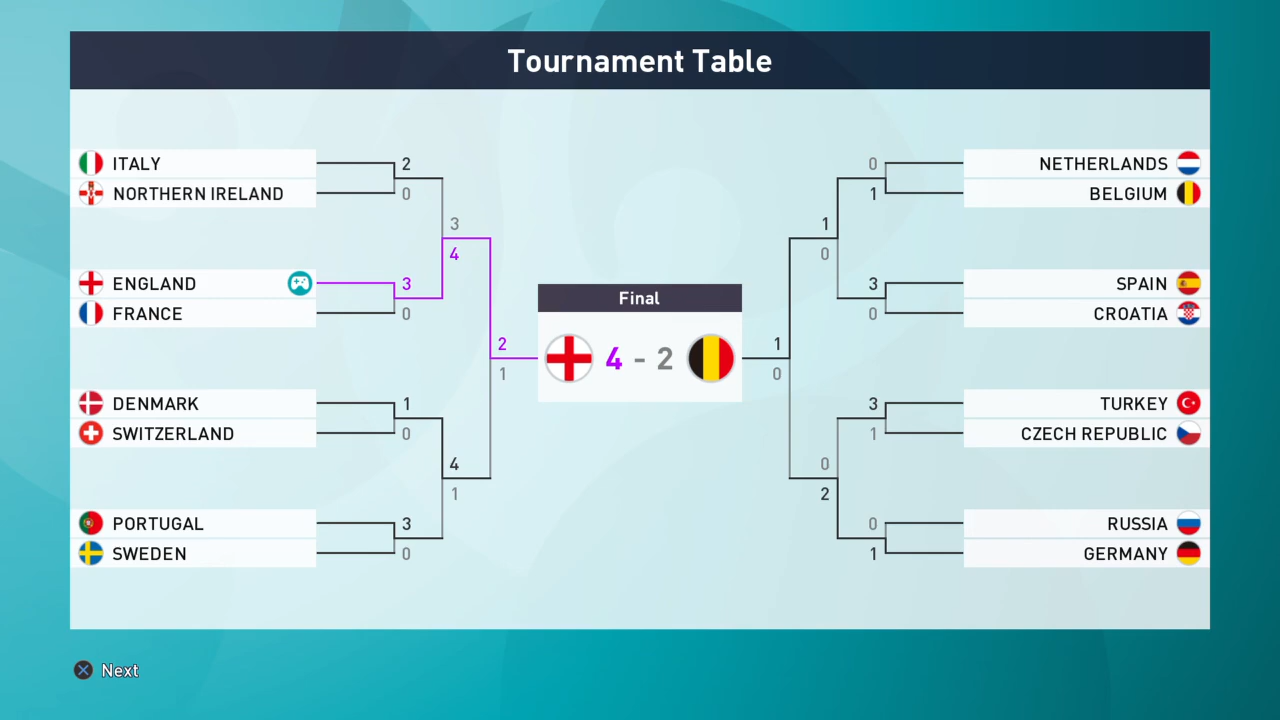 Tournament Table
ITALY 2
NORTHERN IRELAND 0
3
4
ENGLAND 3
FRANCE 0
2
1
DENMARK 1
SWITZERLAND 0
4
1
PORTUGAL 3
SWEDEN 0
Final
4 - 2
0 NETHERLANDS
1 BELGIUM
1
0
3 SPAIN
0 CROATIA
1
0
3 TURKEY
1 CZECH REPUBLIC
0
2
0 RUSSIA
1 GERMANY
Next